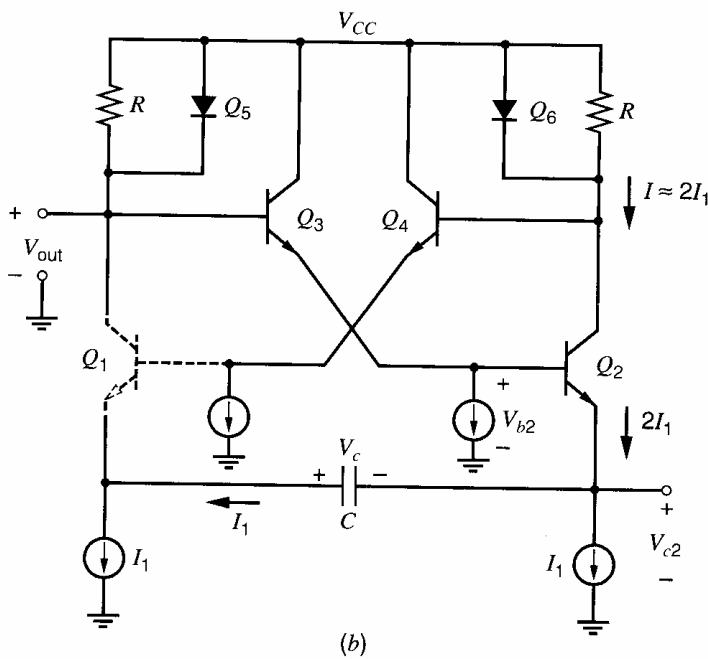 V_CC
R
Q_5
Q_6
R
I ≈ 2I_1
+
V_out
−
Q_3
Q_4
Q_1
Q_2
+
V_b2
−
2I_1
+ V_c −
I_1
C
+
V_c2
−
I_1
I_1
(b)